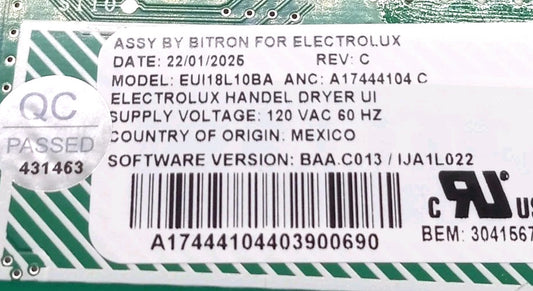 ASSY BY BITRON FOR ELECTROLUX
DATE: 22/01/2025 REV: C
MODEL: EUI18L10BA ANC: A17444104 C
ELECTROLUX HANDEL DRYER UI
SUPPLY VOLTAGE: 120 VAC 60 HZ
COUNTRY OF ORIGIN: MEXICO
SOFTWARE VERSION: BAA.C013 / IJA1L022
A17444104403900690
QC
PASSED
431463
C RU US
BEM: 3041567